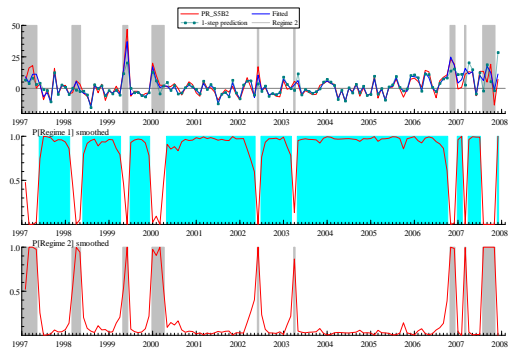 PR_S5B2 Fitted
1-step prediction Regime 2
50
25
0
1997 1998 1999 2000 2001 2002 2003 2004 2005 2006 2007 2008
P[Regime 1] smoothed
1.0
0.5
1997 1998 1999 2000 2001 2002 2003 2004 2005 2006 2007 2008
P[Regime 2] smoothed
1.0
0.5
1997 1998 1999 2000 2001 2002 2003 2004 2005 2006 2007 2008